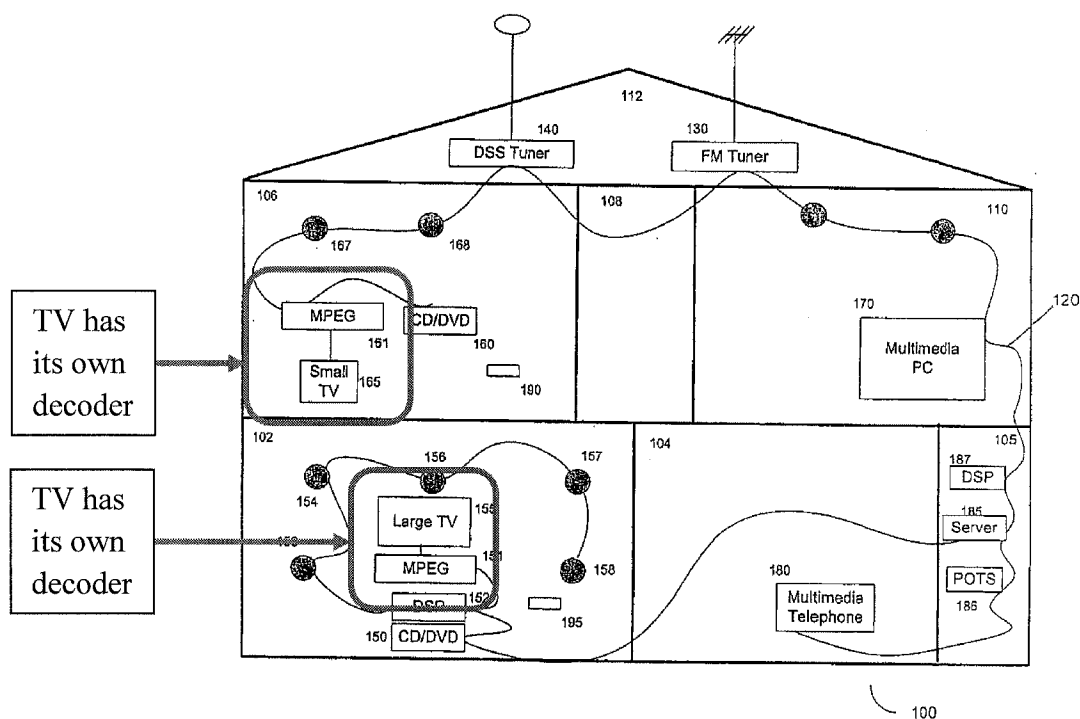 112
140
DSS Tuner
130
FM Tuner
106
108
110
167
168
TV has
its own
decoder
MPEG
161
CD/DVD
160
Small
TV
165
190
170
Multimedia
PC
120
102
156
157
104
105
187
DSP
154
155
Large TV
185
Server
TV has
its own
decoder
151
MPEG
158
152
DSP
195
180
Multimedia
Telephone
POTS
186
150
CD/DVD
100